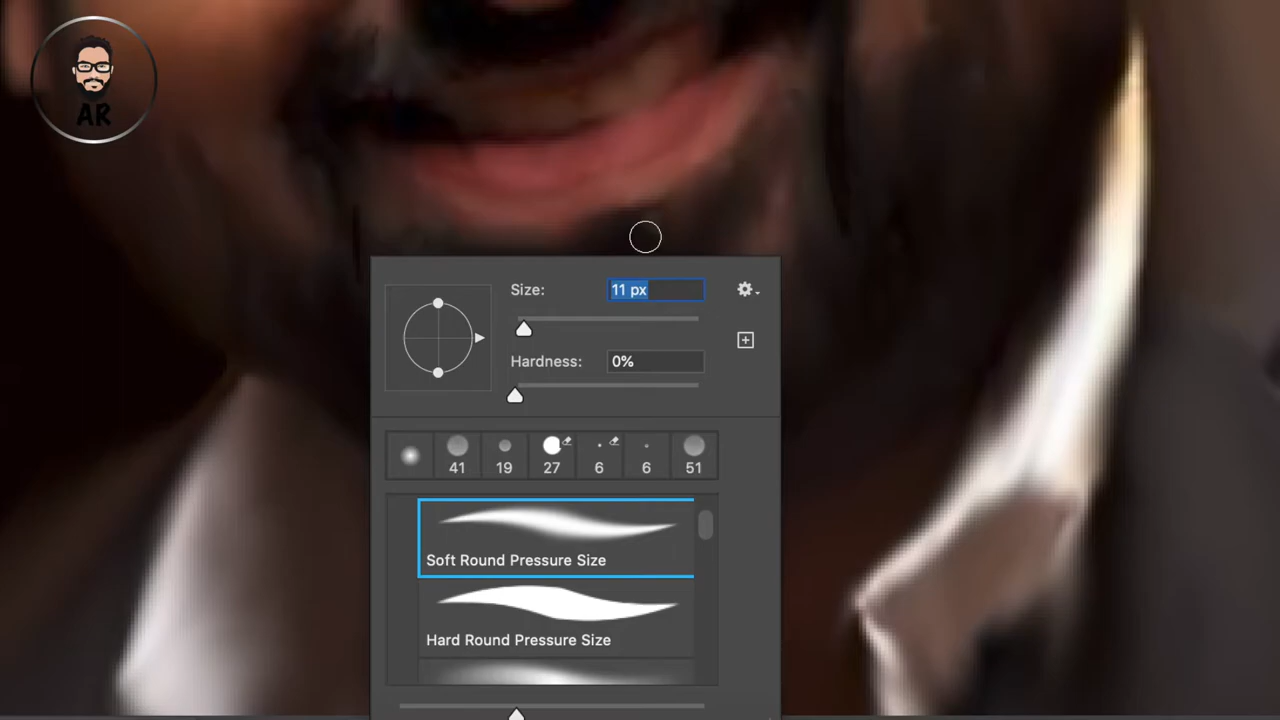 AR
Size:
11 px
Hardness:
0%
41
19
27
6
6
51
Soft Round Pressure Size
Hard Round Pressure Size